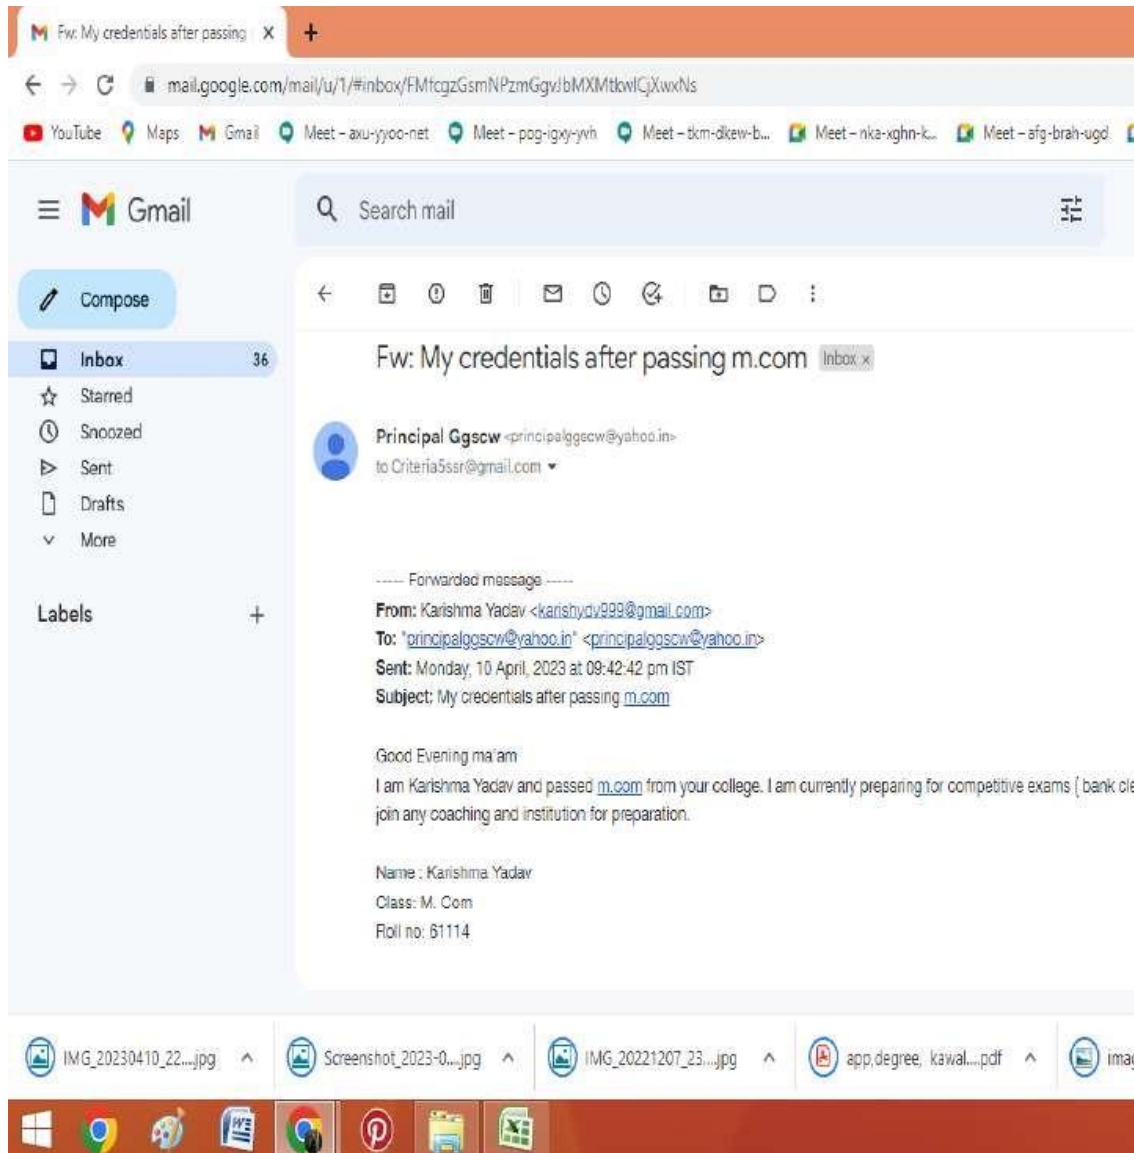 Fw: My credentials after passing
mail.google.com/mail/u/1/#inbox/FMfcgzGsmNPzmGgvJbMXMtkwlCjXwxNs
YouTube Maps Gmail Meet – axu-yyoo-net Meet – pog-igxy-yvh Meet – tkm-dkew-b... Meet – nka-xghn-k... Meet – afg-brah-ugd
Gmail
Search mail
Compose
Inbox 36
Starred
Snoozed
Sent
Drafts
More
Labels
Fw: My credentials after passing m.com Inbox x
Principal Ggscw <principalggscw@yahoo.in>
to Criteria5ssr@gmail.com
----- Forwarded message -----
From: Karishma Yadav <karishydv999@gmail.com>
To: "principalggscw@yahoo.in" <principalggscw@yahoo.in>
Sent: Monday, 10 April, 2023 at 09:42:42 pm IST
Subject: My credentials after passing m.com
Good Evening ma'am
I am Karishma Yadav and passed m.com from your college. I am currently preparing for competitive exams ( bank cle
join any coaching and institution for preparation.
Name : Karishma Yadav
Class: M. Com
Roll no: 61114
IMG_20230410_22....jpg Screenshot_2023-0....jpg IMG_20221207_23....jpg app,degree, kawal....pdf imag